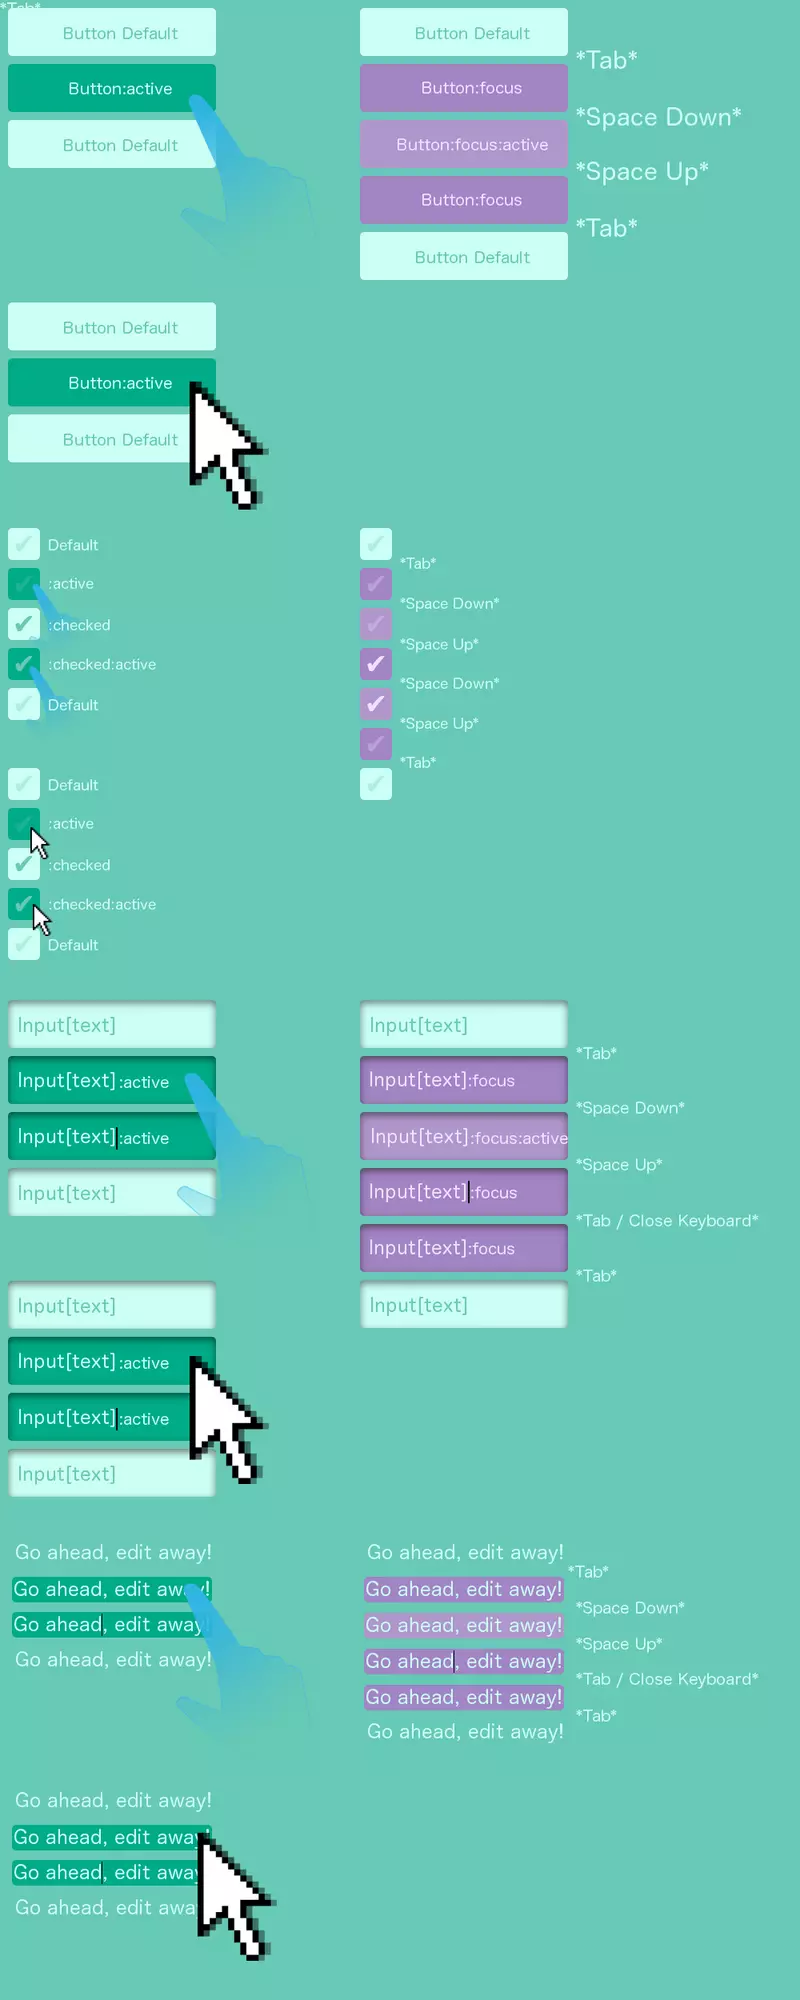 *Tab*
Button Default
Button:active
Button Default
Button Default
*Tab*
Button:focus
*Space Down*
Button:focus:active
*Space Up*
Button:focus
*Tab*
Button Default
Button Default
Button:active
Button Default
Default
:active
:checked
:checked:active
Default
*Tab*
*Space Down*
*Space Up*
*Space Down*
*Space Up*
*Tab*
Default
:active
:checked
:checked:active
Default
Input[text]
Input[text]:active
Input[text]:active
Input[text]
Input[text]
*Tab*
Input[text]:focus
*Space Down*
Input[text]:focus:active
*Space Up*
Input[text]:focus
*Tab / Close Keyboard*
Input[text]:focus
*Tab*
Input[text]
Input[text]
Input[text]:active
Input[text]:active
Input[text]
Go ahead, edit away!
Go ahead, edit away!
Go ahead, edit away!
Go ahead, edit away!
Go ahead, edit away!
*Tab*
Go ahead, edit away!
*Space Down*
Go ahead, edit away!
*Space Up*
Go ahead, edit away!
*Tab / Close Keyboard*
Go ahead, edit away!
*Tab*
Go ahead, edit away!
Go ahead, edit away!
Go ahead, edit away!
Go ahead, edit away
Go ahead, edit awa